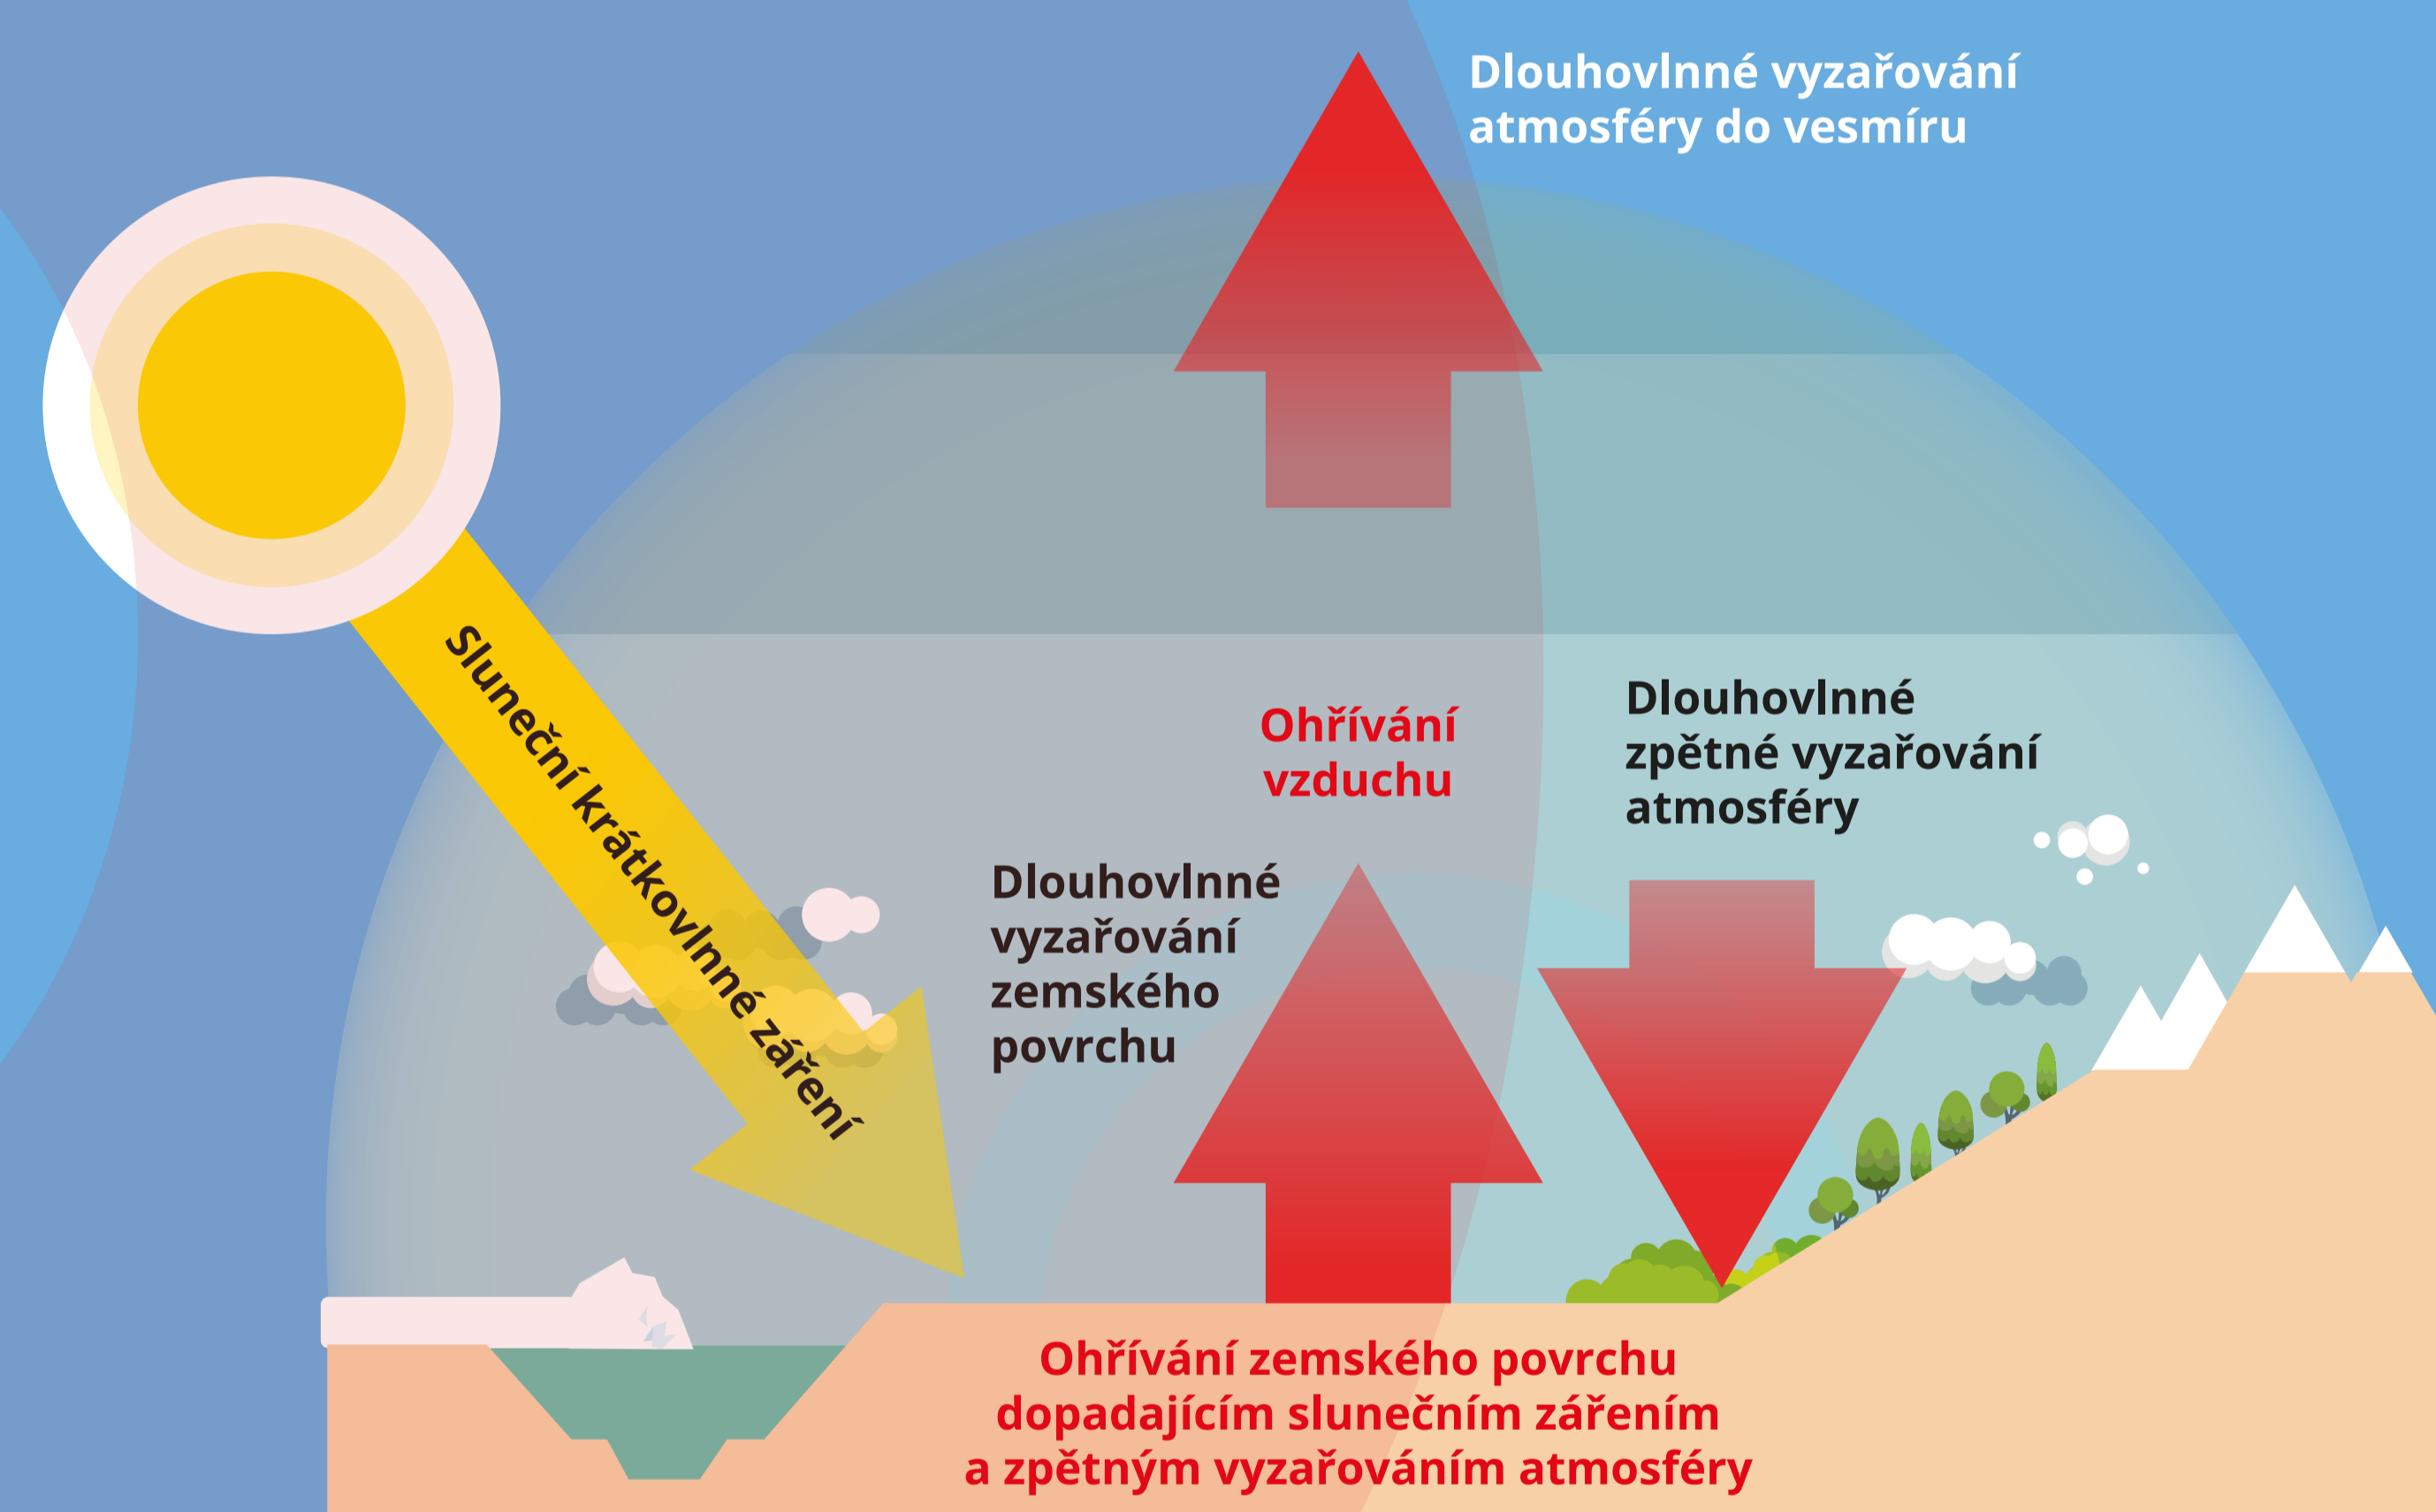 Dlouhovlnné vyzařování
atmosféry do vesmíru
Sluneční krátkovlnné záření
Ohřívání
vzduchu
Dlouhovlnné
zpětné vyzařování
atmosféry
Dlouhovlnné
vyzařování
zemského
povrchu
Ohřívání zemského povrchu
dopadajícím slunečním zářením
a zpětným vyzařováním atmosféry